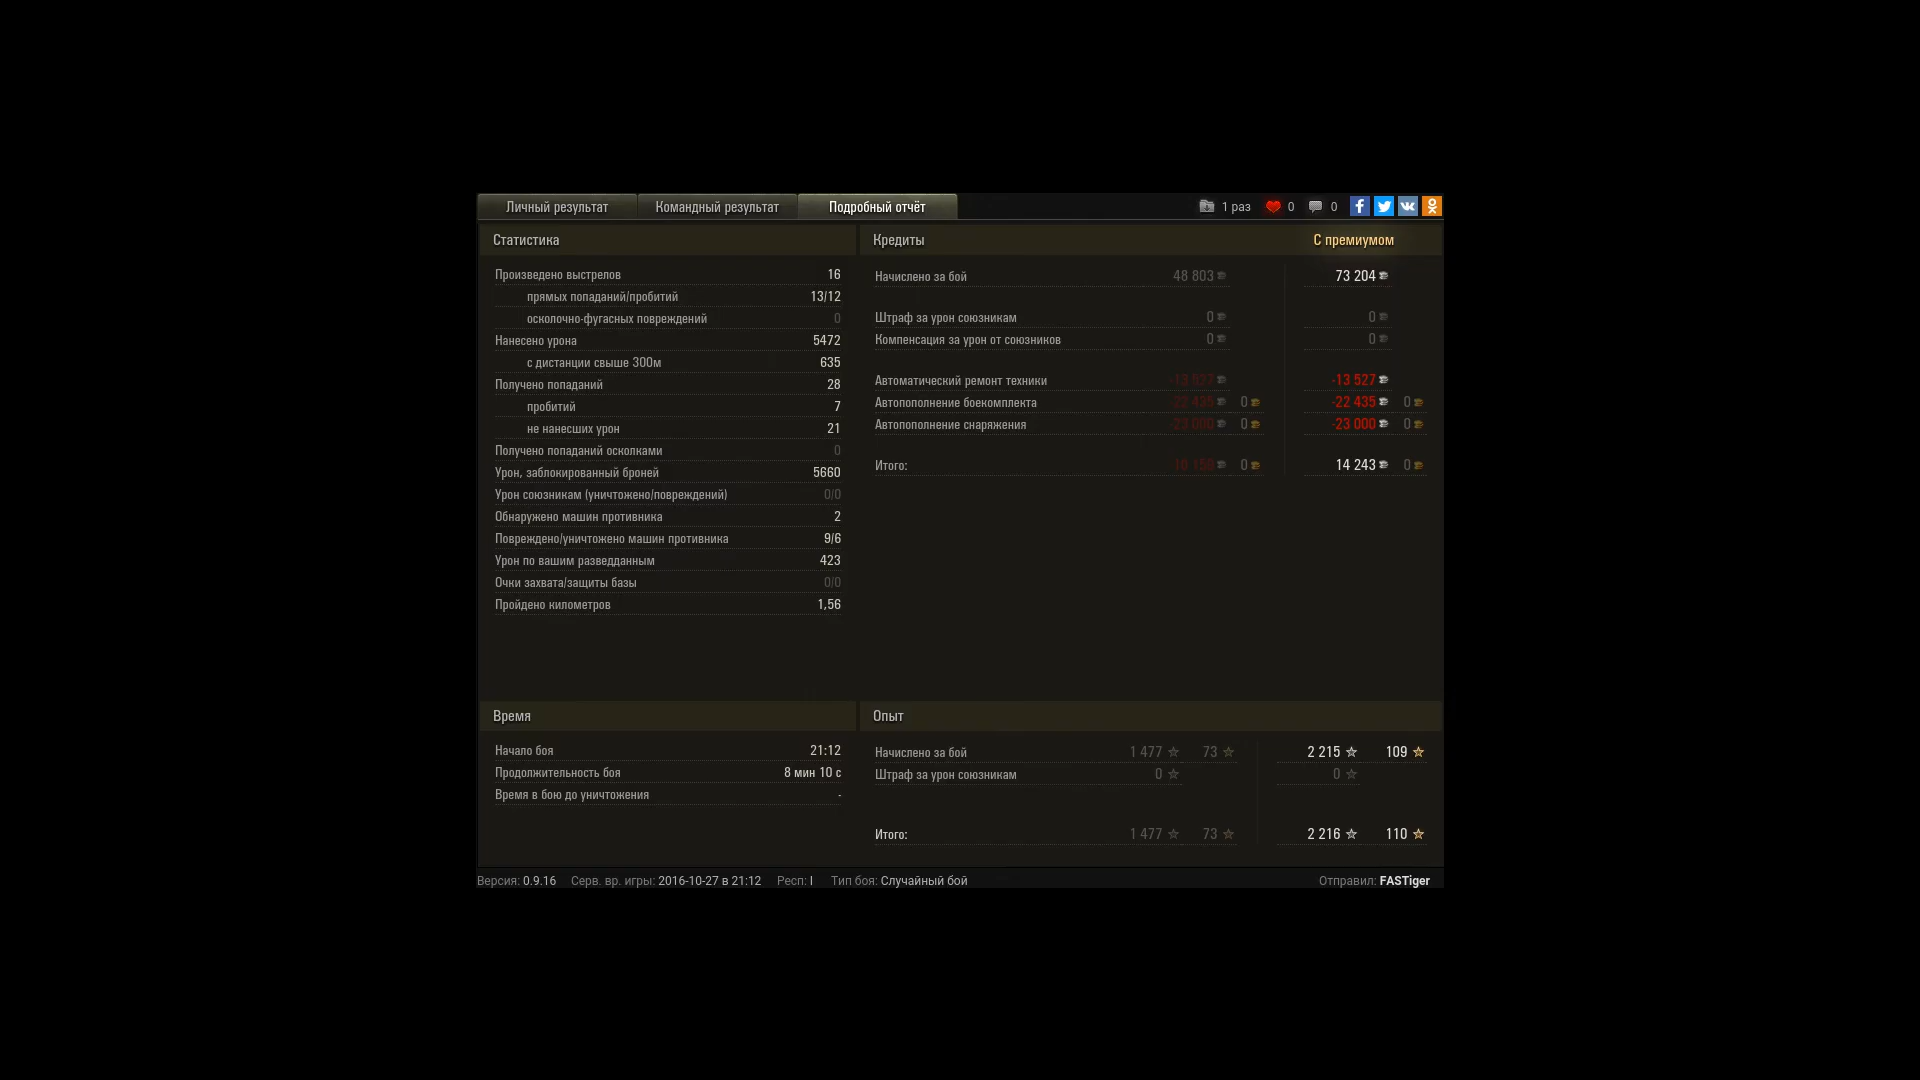 Личный результат Командный результат Подробный отчёт 1 раз 0 0
Статистика
Произведено выстрелов 16
прямых попаданий/пробитий 13/12
осколочно-фугасных повреждений 0
Нанесено урона 5472
с дистанции свыше 300м 635
Получено попаданий 28
пробитий 7
не нанесших урон 21
Получено попаданий осколками 0
Урон, заблокированный броней 5660
Урон союзникам (уничтожено/повреждений) 0/0
Обнаружено машин противника 2
Повреждено/уничтожено машин противника 9/6
Урон по вашим разведданным 423
Очки захвата/защиты базы 0/0
Пройдено километров 1,56
Кредиты С премиумом
Начислено за бой 48 803 73 204
Штраф за урон союзникам 0 0
Компенсация за урон от союзников 0 0
Автоматический ремонт техники -13 527 -13 527
Автопополнение боекомплекта -22 435 0 -22 435 0
Автопополнение снаряжения -23 000 0 -23 000 0
Итого: 0 14 243 0
Время
Начало боя 21:12
Продолжительность боя 8 мин 10 с
Время в бою до уничтожения -
Опыт
Начислено за бой 1 477 73 2 215 109
Штраф за урон союзникам 0 0
Итого: 1 477 73 2 216 110
Версия: 0.9.16 Серв. вр. игры: 2016-10-27 в 21:12 Респ: I Тип боя: Случайный бой Отправил: FASTiger